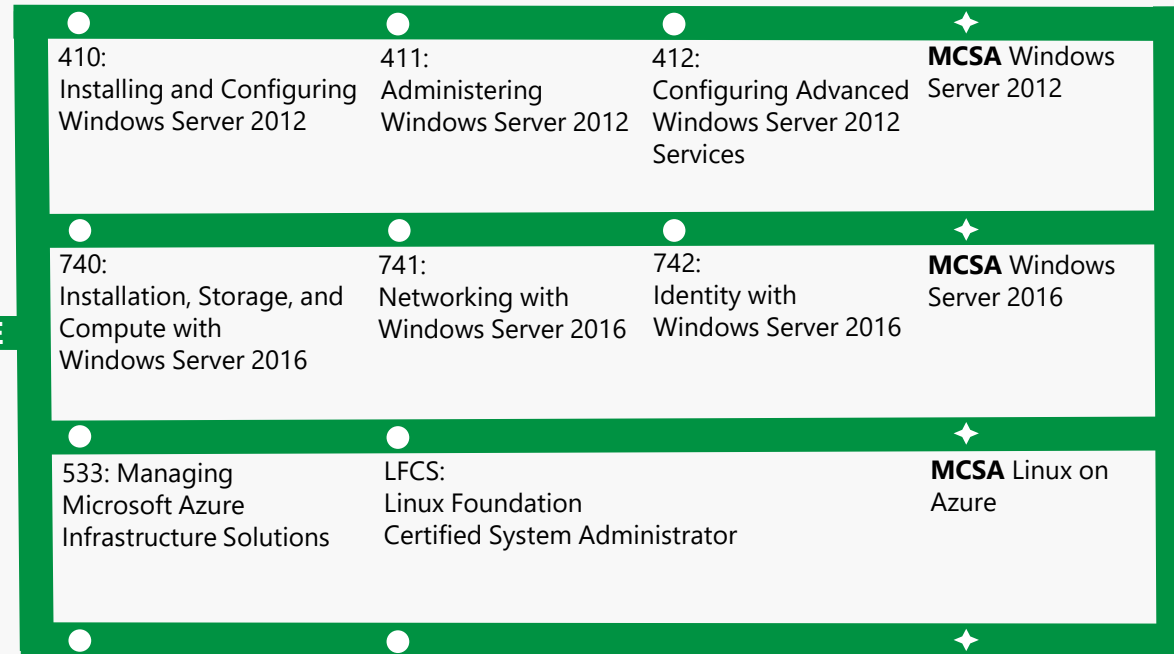 410:
Installing and Configuring
Windows Server 2012
411:
Administering
Windows Server 2012
412:
Configuring Advanced
Windows Server 2012
Services
MCSA Windows
Server 2012
740:
Installation, Storage, and
Compute with
Windows Server 2016
741:
Networking with
Windows Server 2016
742:
Identity with
Windows Server 2016
MCSA Windows
Server 2016
533: Managing
Microsoft Azure
Infrastructure Solutions
LFCS:
Linux Foundation
Certified System Administrator
MCSA Linux on
Azure